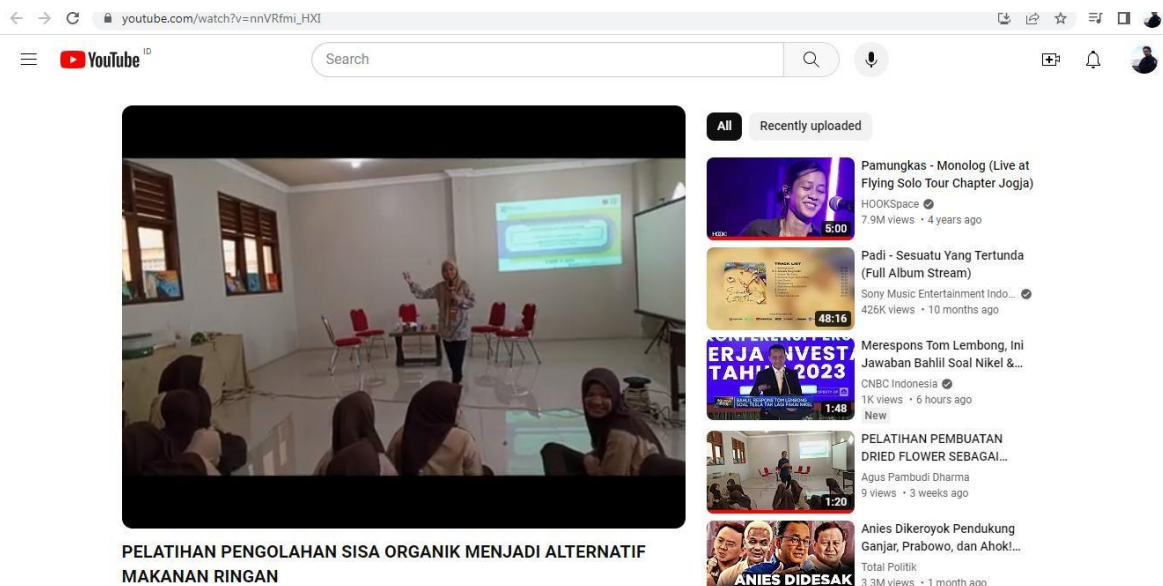 youtube.com/watch?v=nnVRfmi_HXI
YouTube ID
Search
All
Recently uploaded
Pamungkas - Monolog (Live at
Flying Solo Tour Chapter Jogja)
HOOKSpace
7.9M views • 4 years ago
5:00
Padi - Sesuatu Yang Tertunda
(Full Album Stream)
Sony Music Entertainment Indo...
426K views • 10 months ago
TRACK LIST
48:16
Merespons Tom Lembong, Ini
Jawaban Bahlil Soal Nikel &...
CNBC Indonesia
1K views • 6 hours ago
New
ERJA INVESTA
TAHU 2023
1:48
PELATIHAN PEMBUATAN
DRIED FLOWER SEBAGAI...
Agus Pambudi Dharma
9 views • 3 weeks ago
1:20
Anies Dikeroyok Pendukung
Ganjar, Prabowo, dan Ahok!...
Total Politik
3.3M views • 1 month ago
ANIES DIDESAK
PELATIHAN PENGOLAHAN SISA ORGANIK MENJADI ALTERNATIF
MAKANAN RINGAN